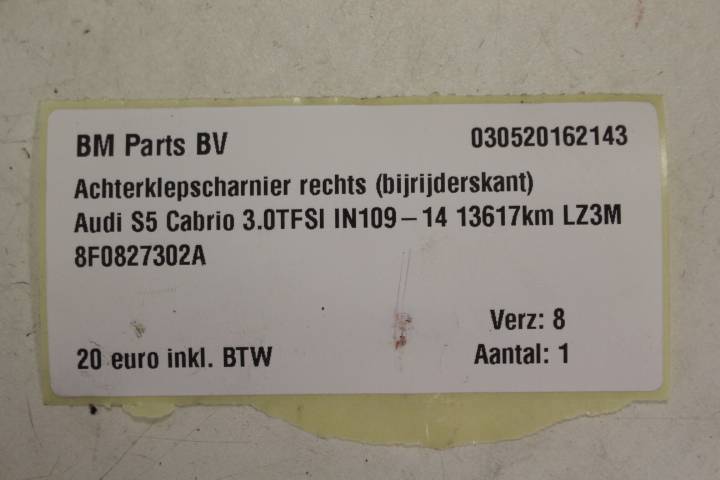 BM Parts BV 030520162143
Achterklepscharnier rechts (bijrijderskant)
Audi S5 Cabrio 3.0TFSI IN109-14 13617km LZ3M
8F0827302A
Verz: 8
20 euro inkl. BTW Aantal: 1